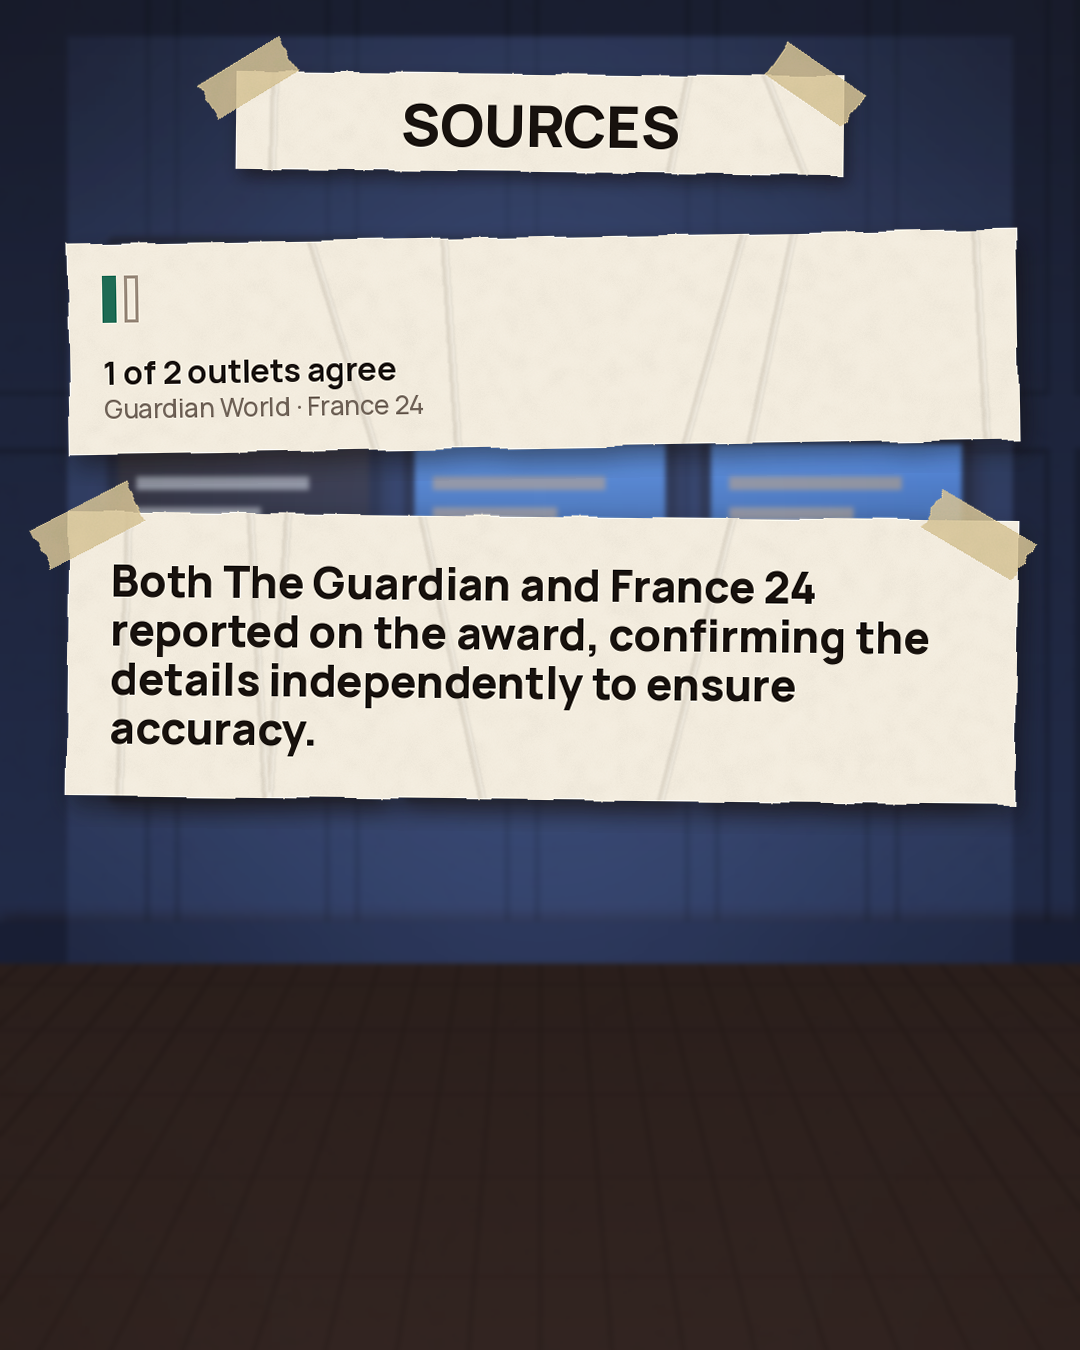 SOURCES
1 of 2 outlets agree
Guardian World · France 24
Both The Guardian and France 24
reported on the award, confirming the
details independently to ensure
accuracy.